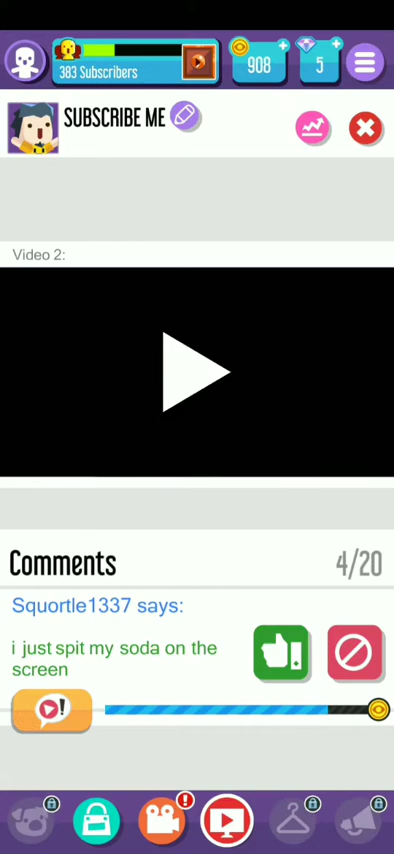 383 Subscribers
908
5
SUBSCRIBE ME
Video 2:
Comments
4/20
Squortle1337 says:
i just spit my soda on the
screen
!
!